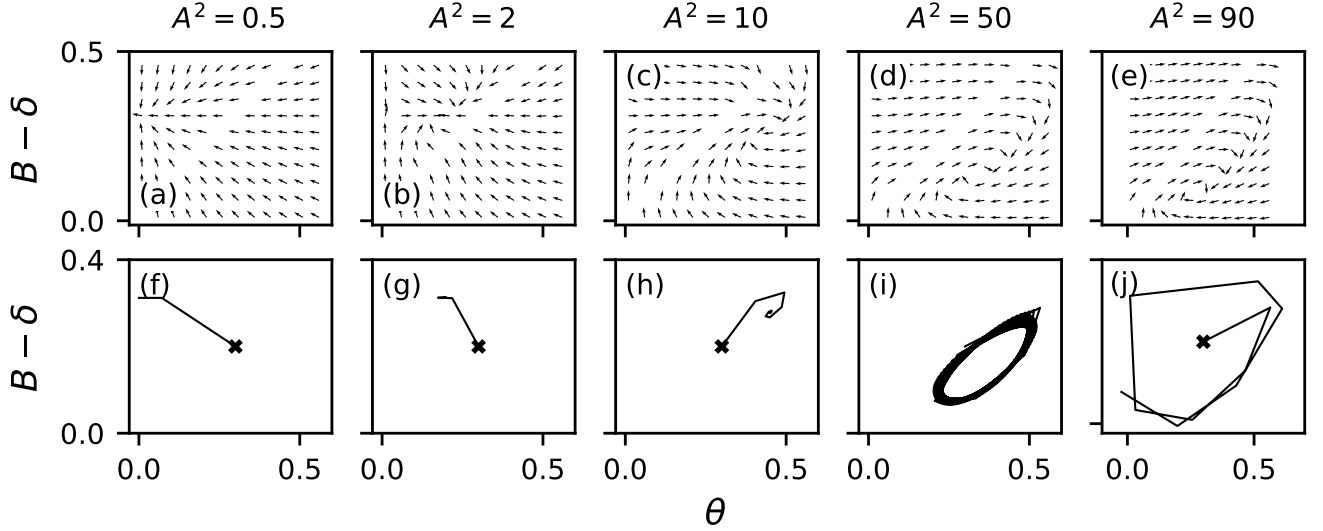 A² = 0.5 A² = 2 A² = 10 A² = 50 A² = 90
0.5
B − δ
0.0
(a) (b) (c) (d) (e)
0.4
B − δ
0.0
(f) (g) (h) (i) (j)
0.0 0.5 0.0 0.5 0.0 0.5 0.0 0.5 0.0 0.5
θ